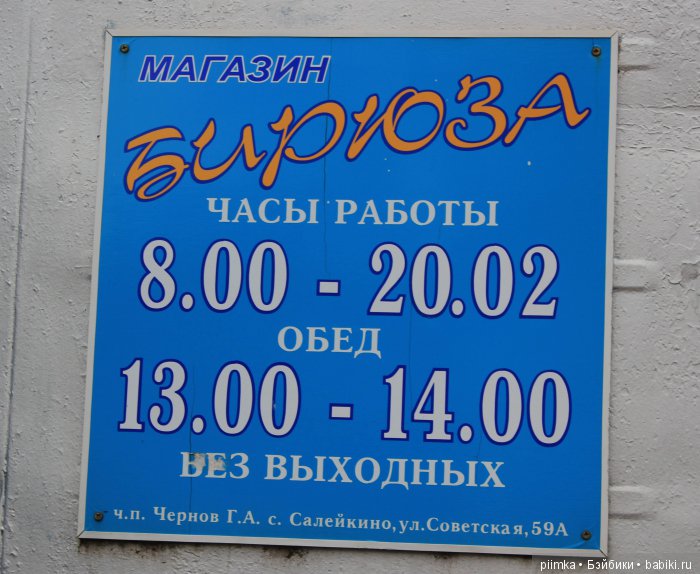 МАГАЗИН
БИРЮЗА
ЧАСЫ РАБОТЫ
8.00 - 20.02
ОБЕД
13.00 - 14.00
БЕЗ ВЫХОДНЫХ
ч.п. Чернов Г.А. с. Салейкино, ул.Советская, 59А
piimka • Бэйбики • babiki.ru